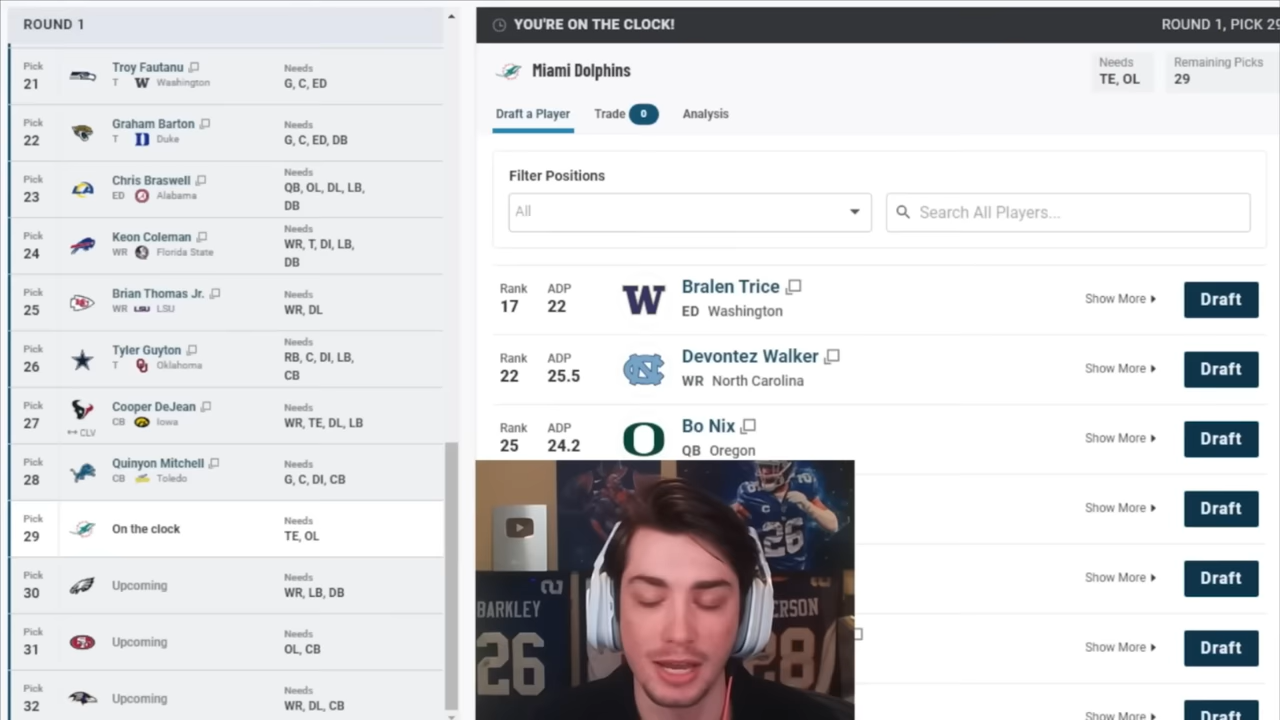 ROUND 1
Pick 21
Troy Fautanu
T W Washington
Needs
G, C, ED
Pick 22
Graham Barton
T D Duke
Needs
G, C, ED, DB
Pick 23
Chris Braswell
ED Alabama
Needs
QB, OL, DL, LB,
DB
Pick 24
Keon Coleman
WR Florida State
Needs
WR, T, DI, LB,
DB
Pick 25
Brian Thomas Jr.
WR LSU LSU
Needs
WR, DL
Pick 26
Tyler Guyton
T Oklahoma
Needs
RB, C, DI, LB,
CB
Pick 27
CLV
Cooper DeJean
CB Iowa
Needs
WR, TE, DL, LB
Pick 28
Quinyon Mitchell
CB Toledo
Needs
G, C, DI, CB
Pick 29
On the clock
Needs
TE, OL
Pick 30
Upcoming
Needs
WR, LB, DB
Pick 31
Upcoming
Needs
OL, CB
Pick 32
Upcoming
Needs
WR, DL, CB
YOU'RE ON THE CLOCK!
ROUND 1, PICK 29
Miami Dolphins
Needs
TE, OL
Remaining Picks
29
Draft a Player
Trade 0
Analysis
Filter Positions
All
Search All Players...
Rank 17
ADP 22
W
Bralen Trice
ED Washington
Show More
Draft
Rank 22
ADP 25.5
NC
Devontez Walker
WR North Carolina
Show More
Draft
Rank 25
ADP 24.2
O
Bo Nix
QB Oregon
Show More
Draft
Show More
Draft
Show More
Draft
Show More
Draft
Show More
Draft
26
BARKLEY
26
ERSON
28